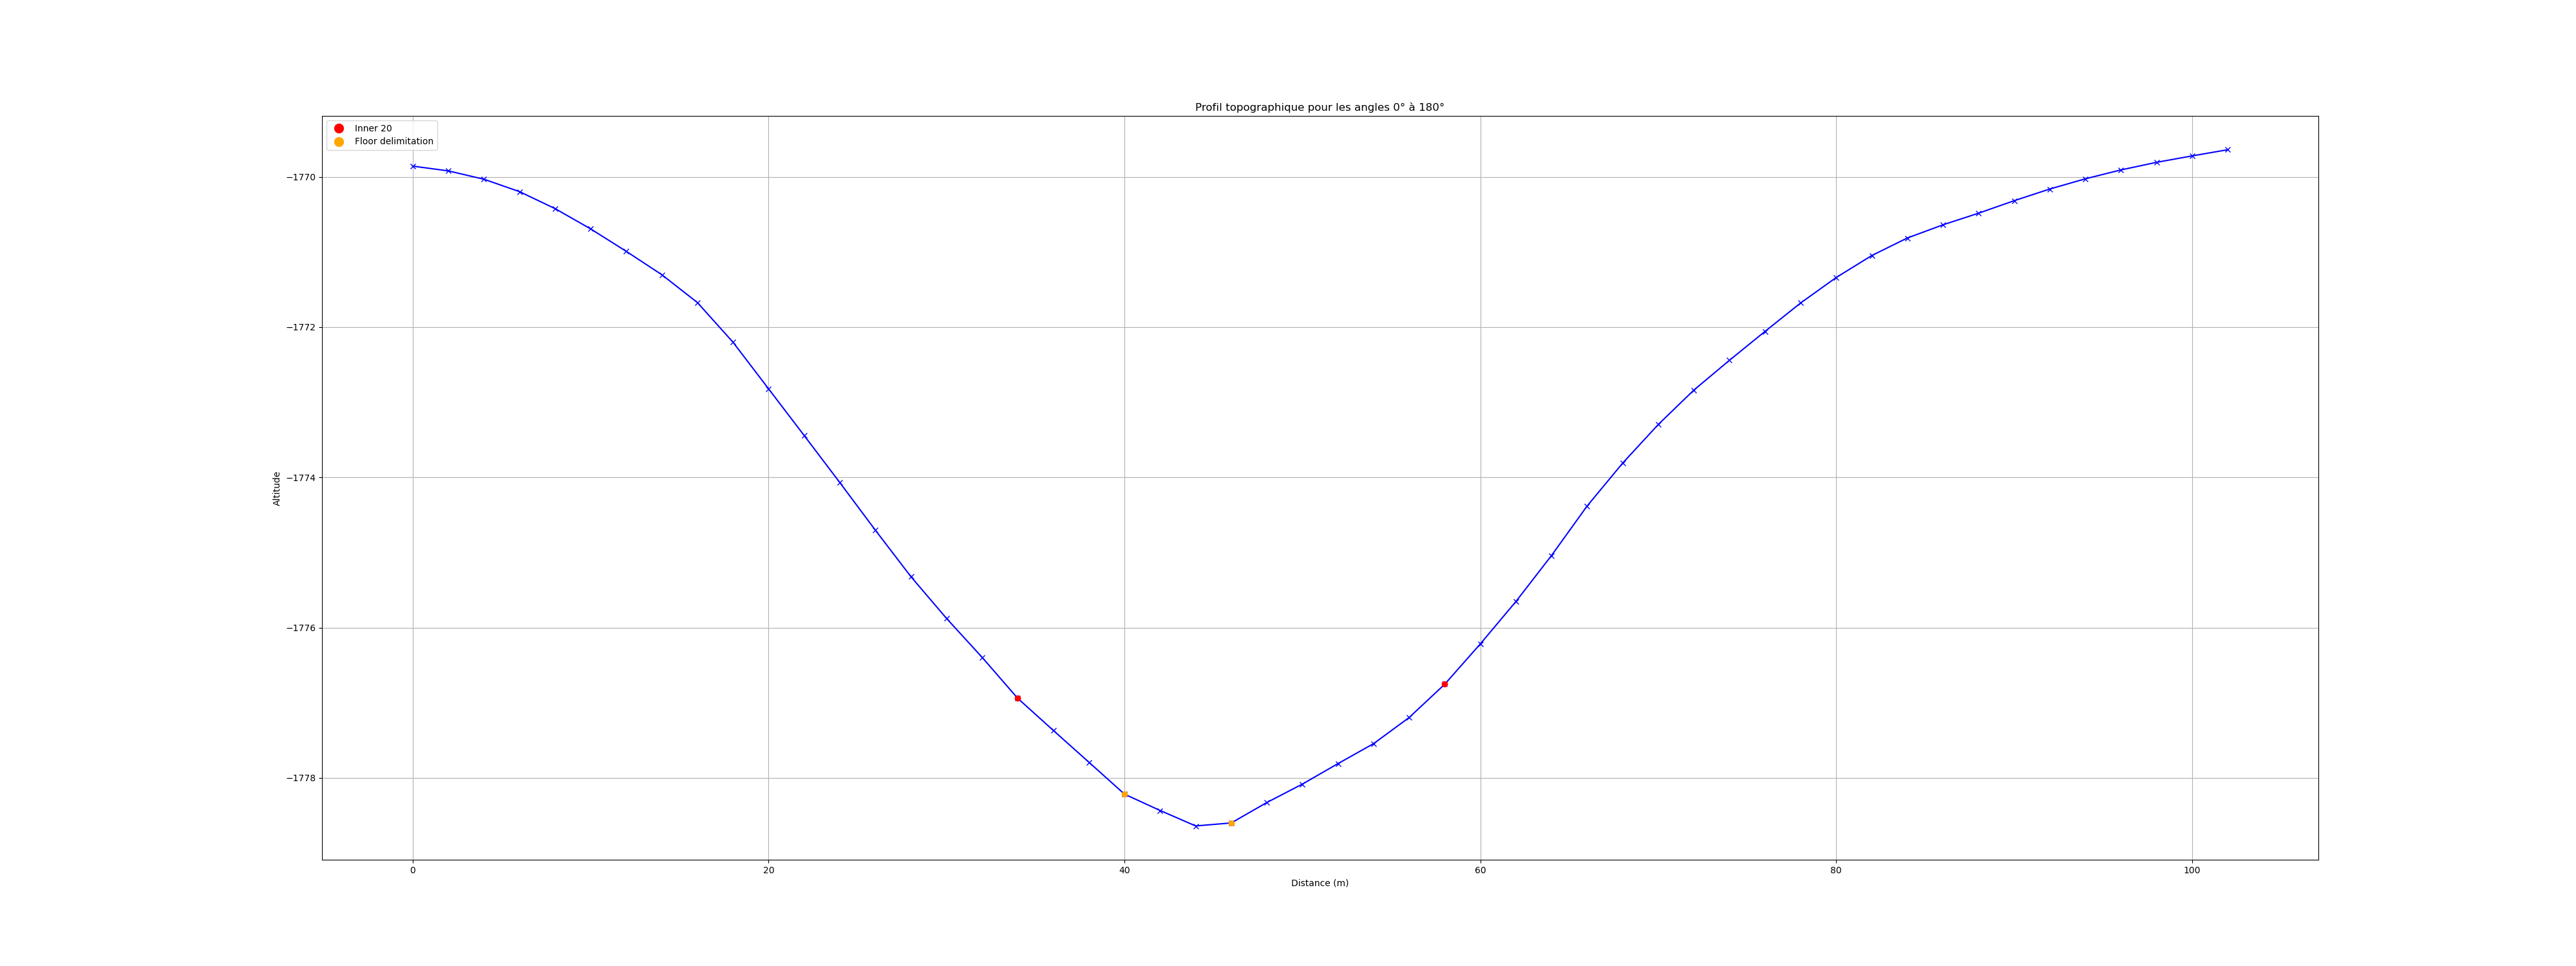 Profil topographique pour les angles 0° à 180°
Inner 20
Floor delimitation
−1770
−1772
−1774
−1776
−1778
Altitude
0
20
40
60
80
100
Distance (m)